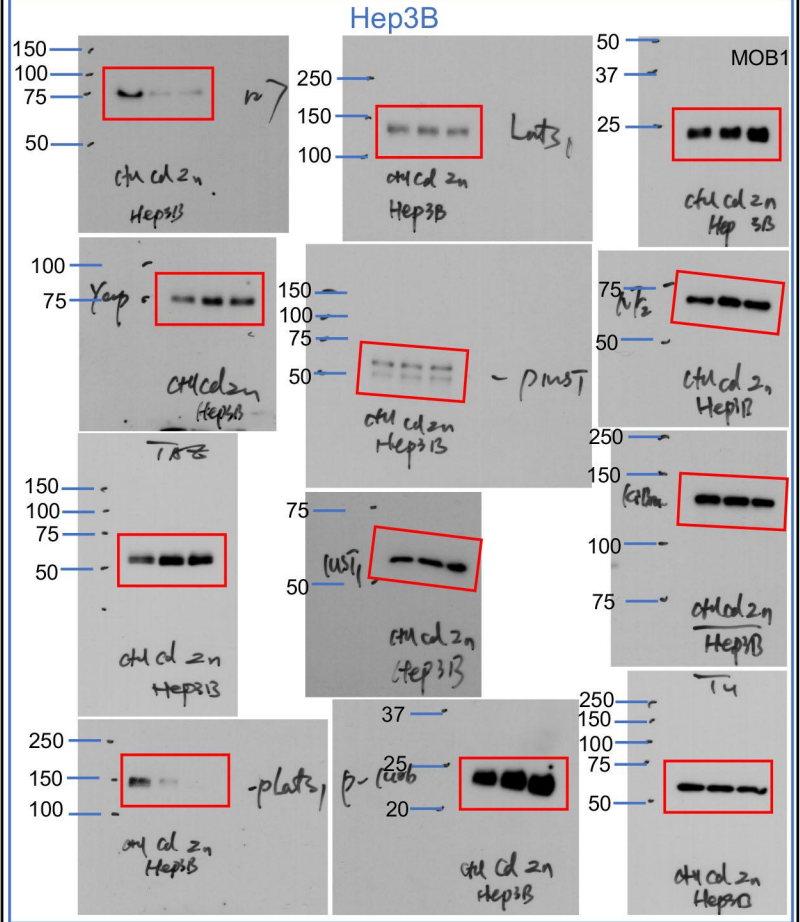 Hep3B
150
100
75
50
ctrl cd zn
Hep3B
250
150
100
Lats1
ctrl cd zn
Hep3B
50
37
25
MOB1
ctrl cd zn
Hep 3B
100
75
Yap
ctrl cd zn
Hep3B
150
100
75
50
- pMST
ctrl cd zn
Hep3B
75
50
NF2
ctrl cd zn
Hep3B
TAZ
150
100
75
50
ctrl cd zn
Hep3B
75
50
MST1
ctrl cd zn
Hep3B
250
150
100
75
ctrl cd zn
Hep3B
250
150
100
-pLats1
ctrl cd zn
Hep3B
37
25
20
p-Mob
ctrl cd zn
Hep3B
250
150
100
75
50
ctrl cd zn
Hep3B